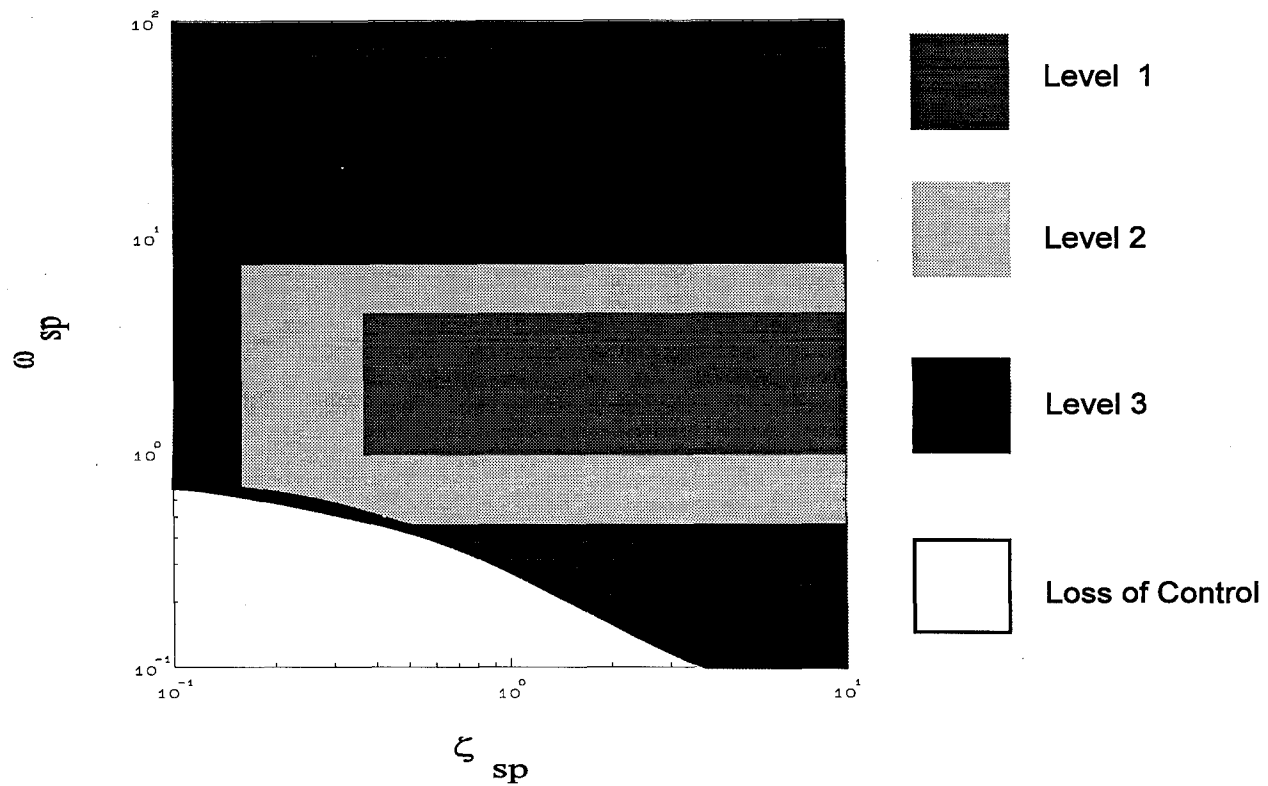 10²
10¹
10⁰
10⁻¹
ω sp
10⁻¹
10⁰
10¹
ζ sp
Level 1
Level 2
Level 3
Loss of Control